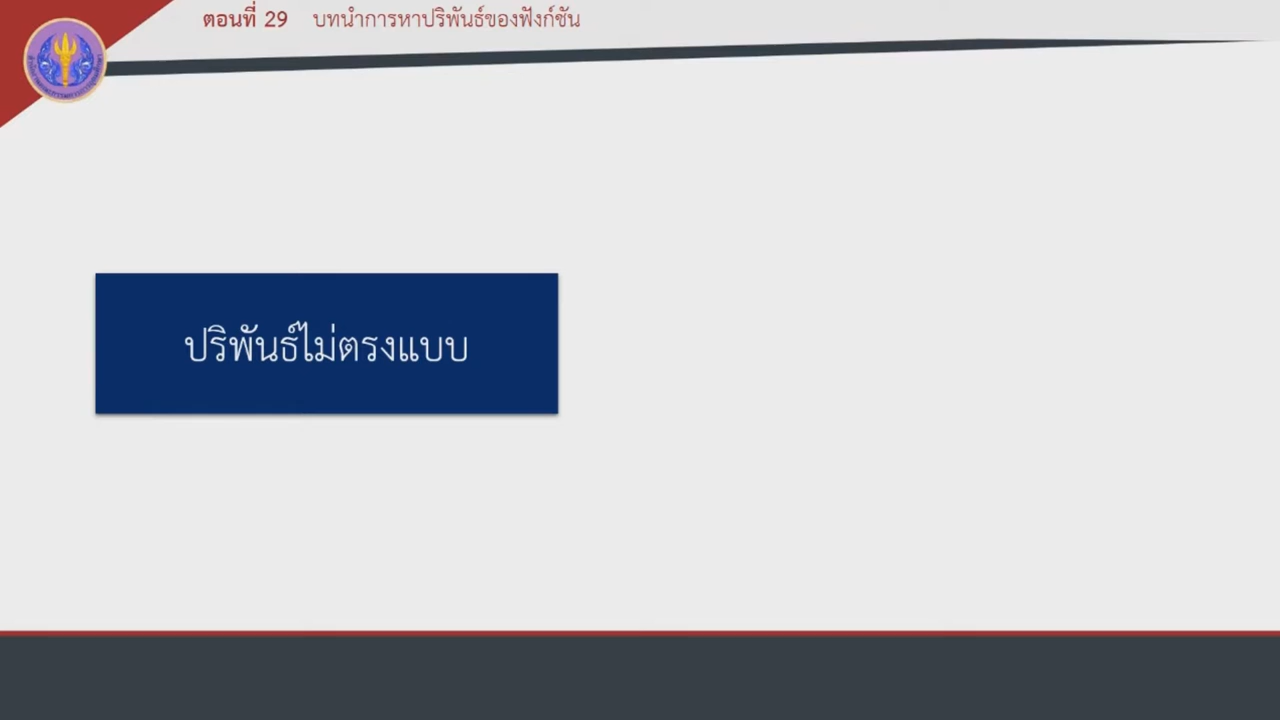 ตอนที่ 29 บทนำการหาปริพันธ์ของฟังก์ชัน
ปริพันธ์ไม่ตรงแบบ